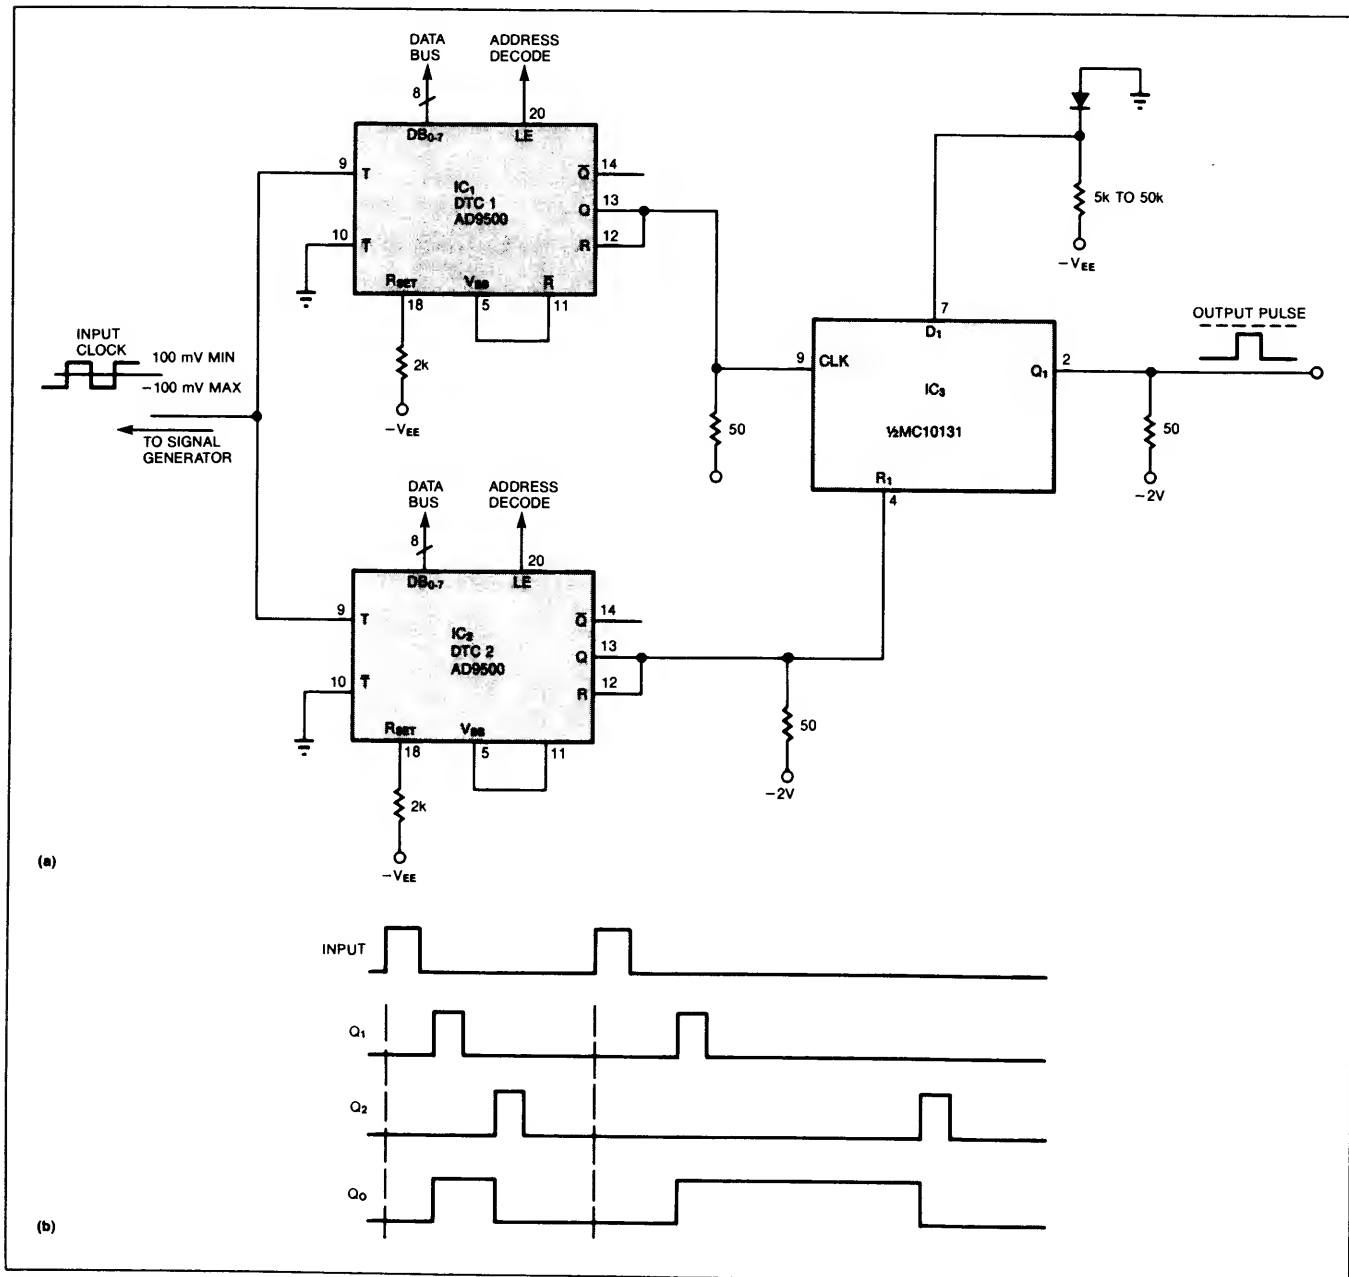 DATA BUS
ADDRESS DECODE
8
20
DB0-7
LE
9
T
Q̅
14
IC1
DTC 1
AD9500
Q
13
10
T̅
R
12
RSET
VBB
R̅
18
5
11
2k
-VEE
INPUT CLOCK
100 mV MIN
-100 mV MAX
TO SIGNAL GENERATOR
5k TO 50k
-VEE
7
D1
9
CLK
Q1
2
IC3
½MC10131
R1
4
50
OUTPUT PULSE
50
-2V
DATA BUS
ADDRESS DECODE
8
20
DB0-7
LE
9
T
Q̅
14
IC2
DTC 2
AD9500
Q
13
10
T̅
R
12
RSET
VBB
18
5
11
2k
-VEE
50
-2V
(a)
INPUT
Q1
Q2
QO
(b)